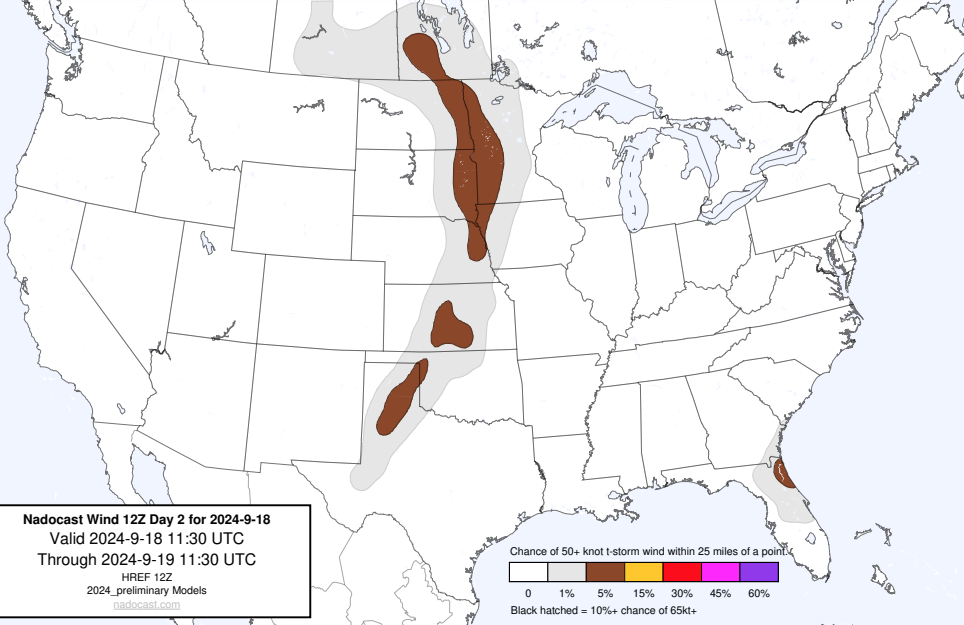 Nadocast Wind 12Z Day 2 for 2024-9-18
Valid 2024-9-18 11:30 UTC
Through 2024-9-19 11:30 UTC
HREF 12Z
2024_preliminary Models
nadocast.com
Chance of 50+ knot t-storm wind within 25 miles of a point.
0 1% 5% 15% 30% 45% 60%
Black hatched = 10%+ chance of 65kt+